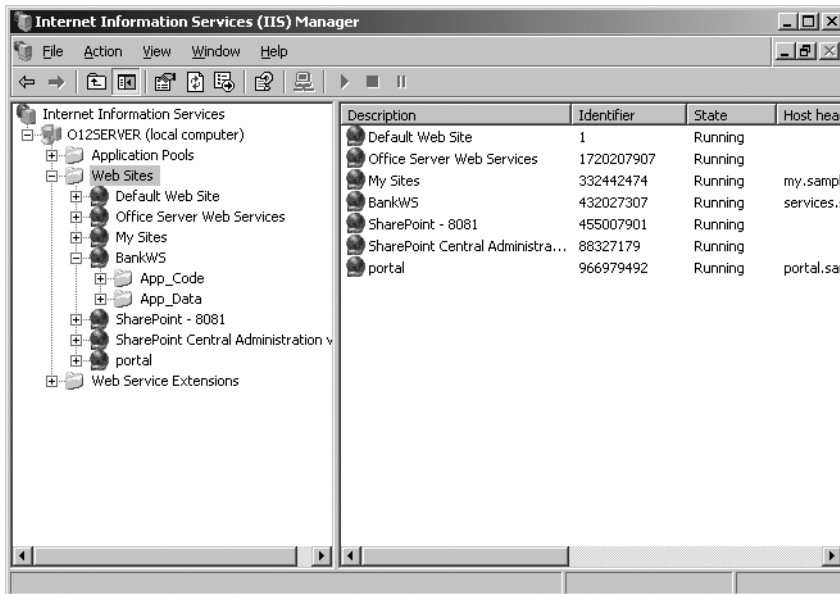 Internet Information Services (IIS) Manager
File Action View Window Help
Internet Information Services
O12SERVER (local computer)
Application Pools
Web Sites
Default Web Site
Office Server Web Services
My Sites
BankWS
App_Code
App_Data
SharePoint - 8081
SharePoint Central Administration v
portal
Web Service Extensions
Description Identifier State Host hea
Default Web Site 1 Running
Office Server Web Services 1720207907 Running
My Sites 332442474 Running my.sampl
BankWS 432027307 Running services.s
SharePoint - 8081 455007901 Running
SharePoint Central Administra... 88327179 Running
portal 966979492 Running portal.sa